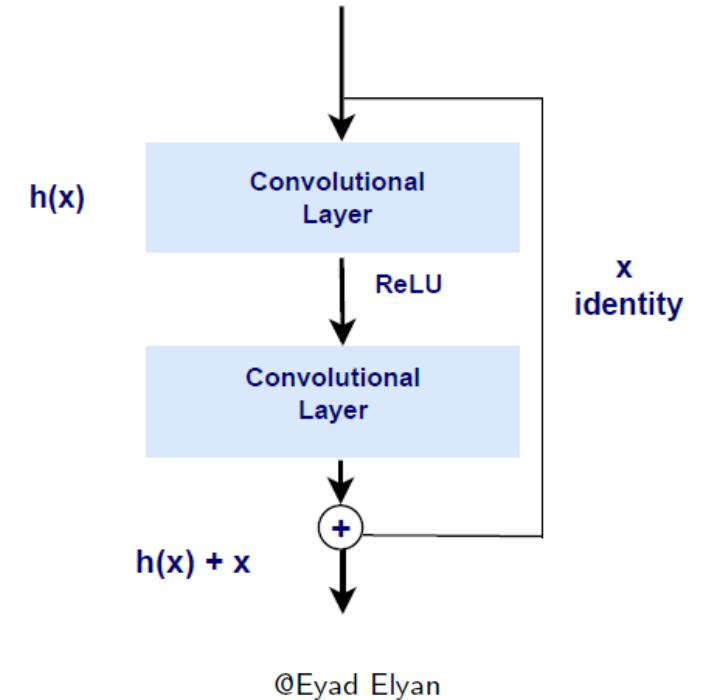 Convolutional
Layer
h(x)
ReLU
x
identity
Convolutional
Layer
+
h(x) + x
@Eyad Elyan